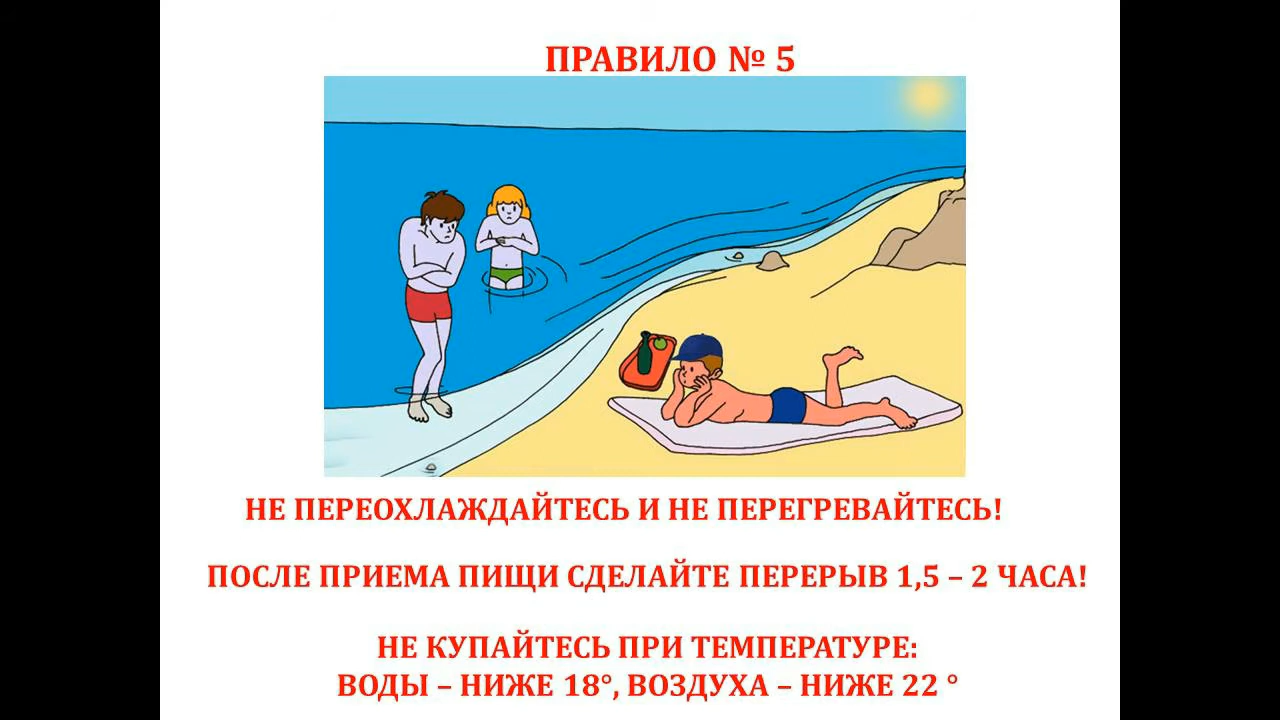 ПРАВИЛО № 5
НЕ ПЕРЕОХЛАЖДАЙТЕСЬ И НЕ ПЕРЕГРЕВАЙТЕСЬ!
ПОСЛЕ ПРИЕМА ПИЩИ СДЕЛАЙТЕ ПЕРЕРЫВ 1,5 – 2 ЧАСА!
НЕ КУПАЙТЕСЬ ПРИ ТЕМПЕРАТУРЕ:
ВОДЫ – НИЖЕ 18°, ВОЗДУХА – НИЖЕ 22 °